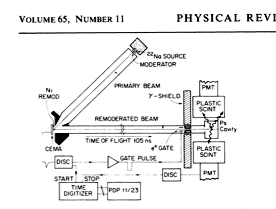 VOLUME 65, NUMBER 11
PHYSICAL REVI
22Na SOURCE
MODERATOR
PRIMARY BEAM
γ-SHIELD
PMT
PLASTIC
SCINT
Ni
REMOD
REMODERATED BEAM
Ps
Cavity
CEMA
TIME OF FLIGHT 105 ns
e+ GATE
PLASTIC
SCINT
DISC
GATE PULSE
START
STOP
DISC
PMT
TIME
DIGITIZER
PDP 11/23